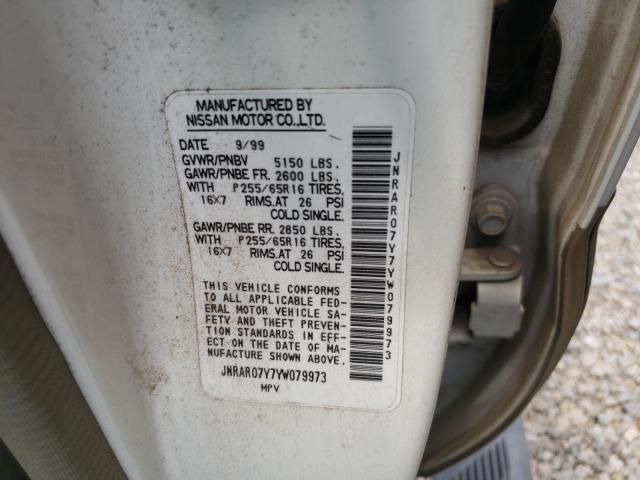 MANUFACTURED BY
NISSAN MOTOR CO.,LTD.
DATE 9/99
GVWR/PNBV 5150 LBS.
GAWR/PNBE FR. 2600 LBS.
WITH P255/65R16 TIRES.
16X7 RIMS.AT 26 PSI
COLD SINGLE.
GAWR/PNBE RR. 2850 LBS.
WITH P255/65R16 TIRES.
16X7 RIMS.AT 26 PSI
COLD SINGLE.
THIS VEHICLE CONFORMS
TO ALL APPLICABLE FED-
ERAL MOTOR VEHICLE SA-
FETY AND THEFT PREVEN-
TION STANDARDS IN EFF-
ECT ON THE DATE OF MA-
NUFACTURE SHOWN ABOVE.
JNRAR07Y7YW079973
MPV
JNRAR07Y7YW079973